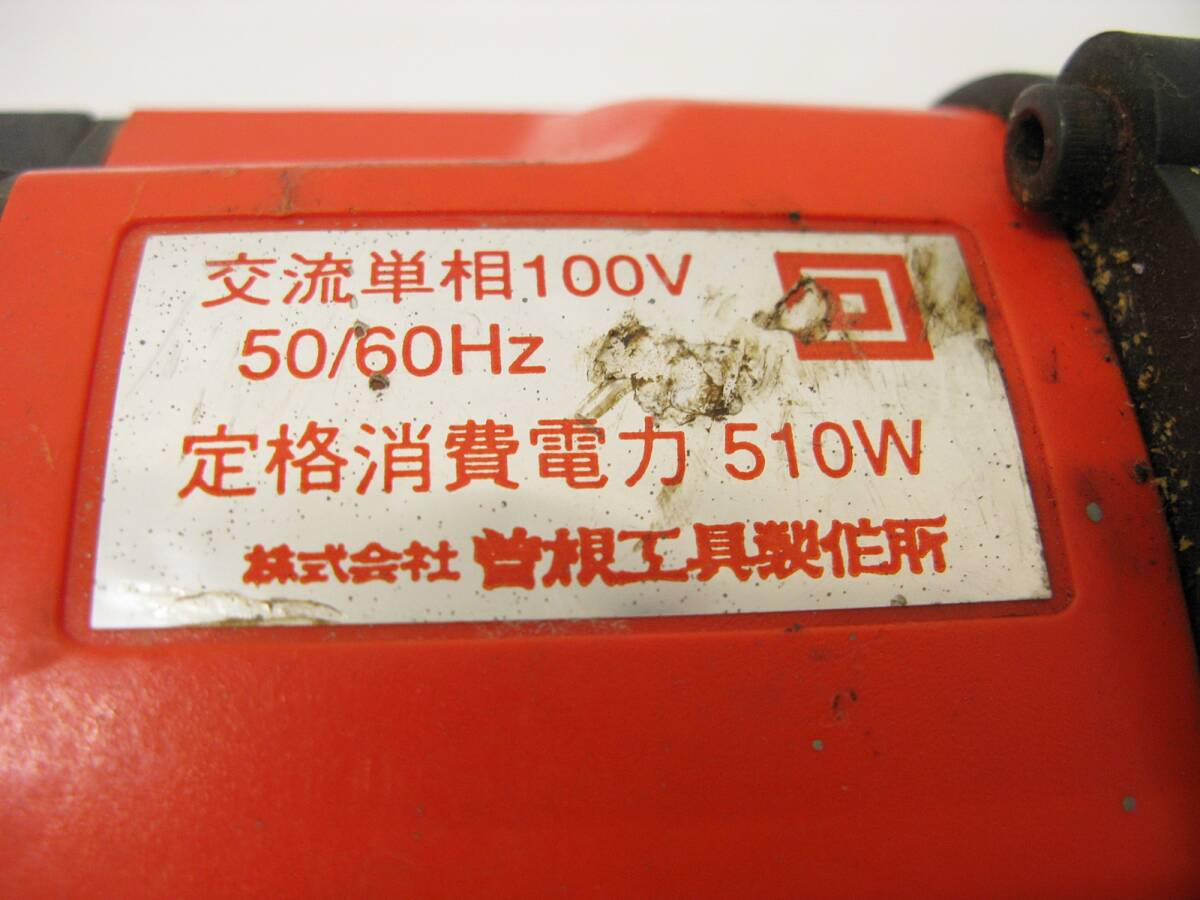 交流単相100V
50/60Hz
定格消費電力 510W
株式会社 曽根工具製作所